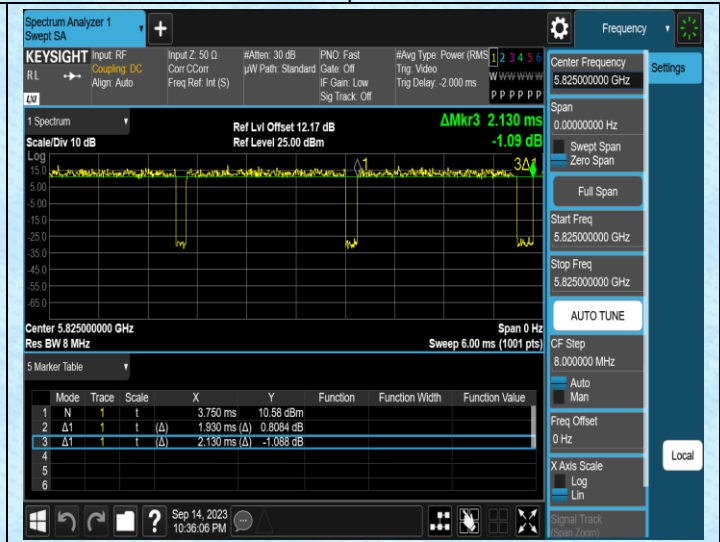 Spectrum Analyzer 1
Swept SA
+
Frequency
KEYSIGHT
RL
LXI
Input: RF
Coupling: DC
Align: Auto
Input Z: 50 Ω
Corr CCorr
Freq Ref: Int (S)
#Atten: 30 dB
µW Path: Standard
PNO: Fast
Gate: Off
IF Gain: Low
Sig Track: Off
#Avg Type: Power (RMS
Trig: Video
Trig Delay: -2.000 ms
1 2 3 4 5 6
W W W W W W
P P P P P P
1 Spectrum
Scale/Div 10 dB
Ref Lvl Offset 12.17 dB
Ref Level 25.00 dBm
ΔMkr3 2.130 ms
-1.09 dB
Log
15.0
5.00
-5.00
-15.0
-25.0
-35.0
-45.0
-55.0
-65.0
1
3Δ1
Center 5.825000000 GHz
Res BW 8 MHz
Span 0 Hz
Sweep 6.00 ms (1001 pts)
5 Marker Table
Mode Trace Scale X Y Function Function Width Function Value
1 N 1 t 3.750 ms 10.58 dBm
2 Δ1 1 t (Δ) 1.930 ms (Δ) 0.8084 dB
3 Δ1 1 t (Δ) 2.130 ms (Δ) -1.088 dB
4
5
6
Sep 14, 2023
10:36:06 PM
Center Frequency
5.825000000 GHz
Settings
Span
0.00000000 Hz
Swept Span
Zero Span
Full Span
Start Freq
5.825000000 GHz
Stop Freq
5.825000000 GHz
AUTO TUNE
CF Step
8.000000 MHz
Auto
Man
Freq Offset
0 Hz
X Axis Scale
Log
Lin
Signal Track
(Span Zoom)
Local